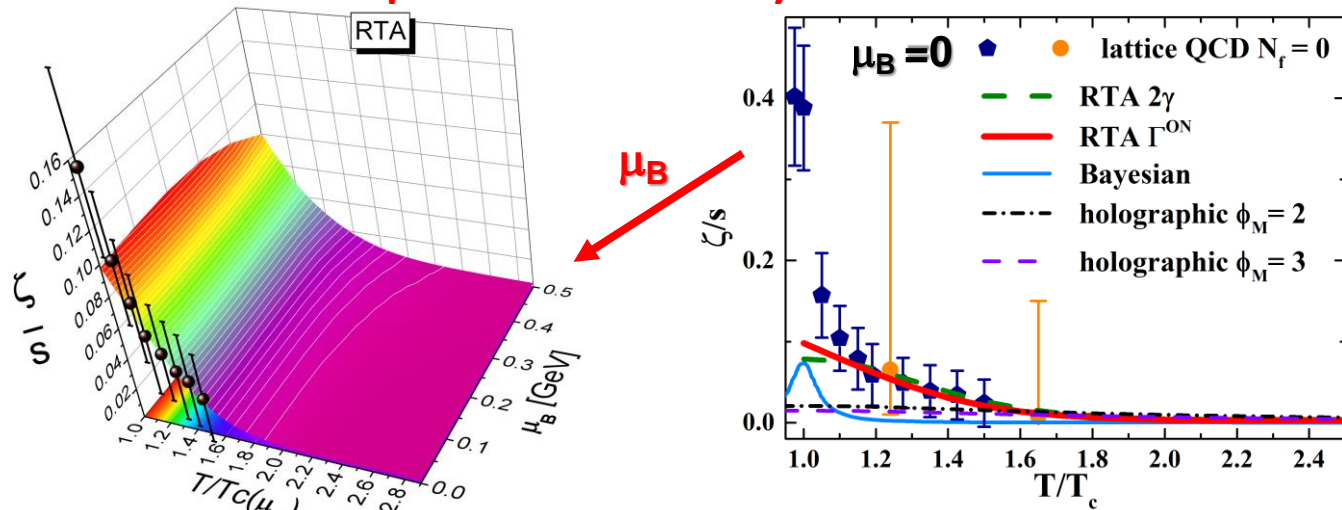 RTA
0.16
0.14
0.12
0.10
0.08
0.06
0.04
0.02
ζ
–
S
1.0
1.2
1.4
1.6
1.8
2.0
2.2
2.4
2.6
2.8
0.0
0.1
0.2
0.3
0.4
0.5
μB [GeV]
μB
μB =0
lattice QCD Nf = 0
RTA 2γ
RTA ΓON
Bayesian
holographic ϕM= 2
holographic ϕM= 3
ζ/s
0.4
0.2
0.0
1.0 1.2 1.4 1.6 1.8 2.0 2.2 2.4
T/Tc